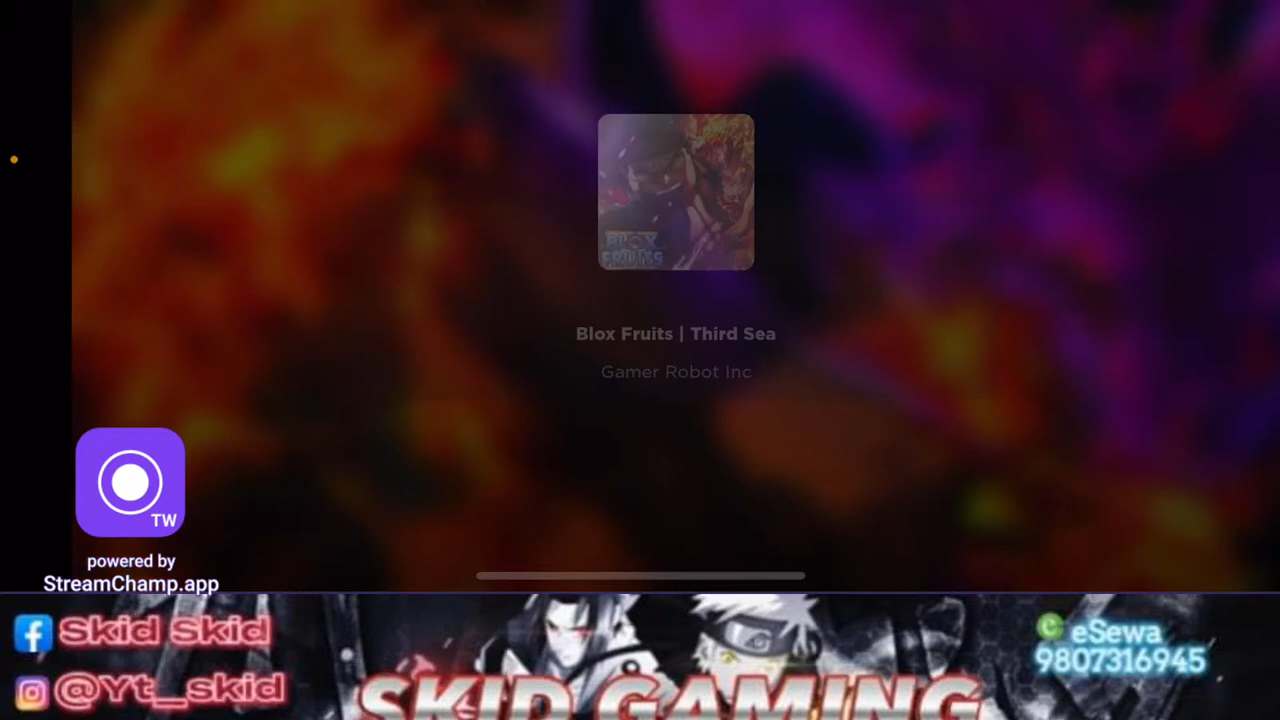 BLOX
FRUITS
Blox Fruits | Third Sea
Gamer Robot Inc
TW
powered by
StreamChamp.app
Skid Skid
@Yt_skid
SKID GAMING
eSewa
9807316945